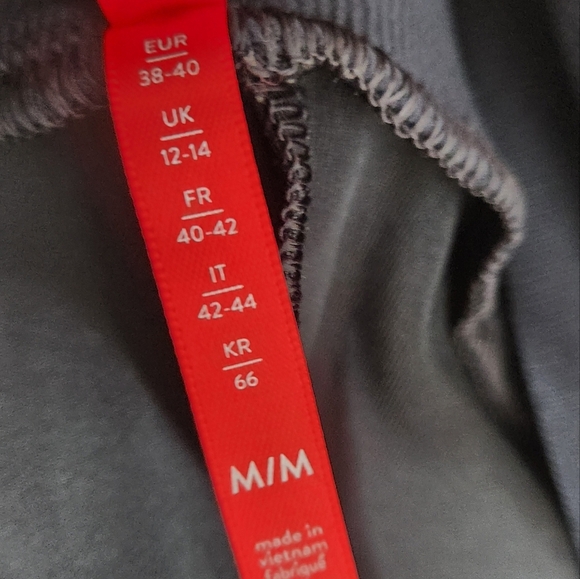 EUR
38-40
UK
12-14
FR
40-42
IT
42-44
KR
66
M/M
made in
vietnam
fabriqué